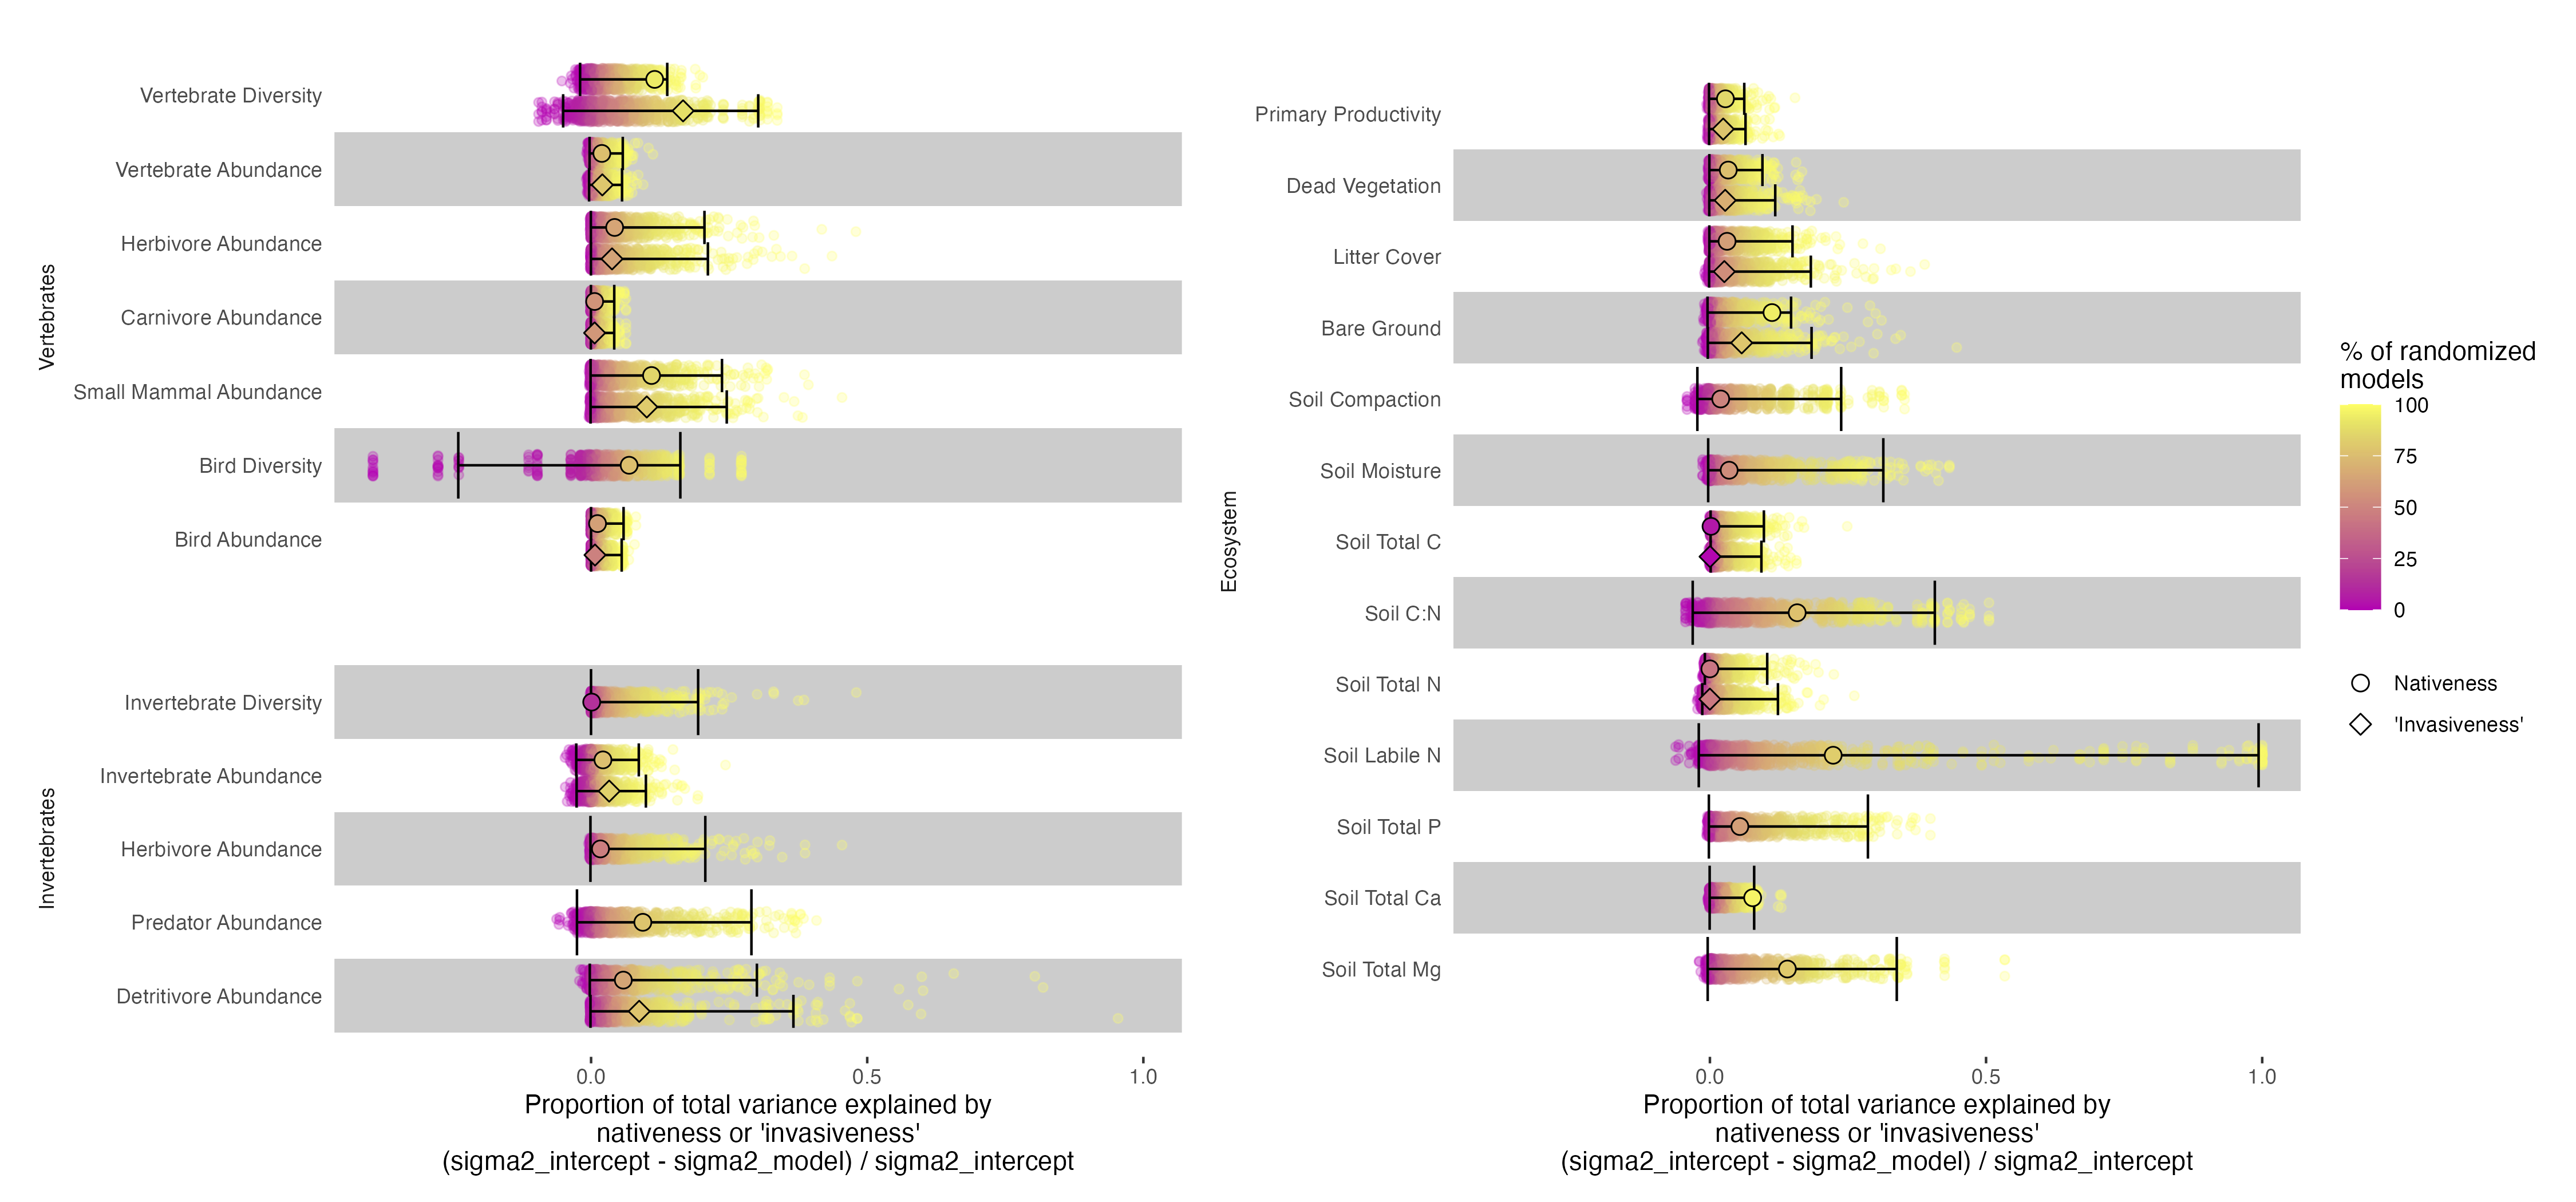 Vertebrates
Vertebrate Diversity
Vertebrate Abundance
Herbivore Abundance
Carnivore Abundance
Small Mammal Abundance
Bird Diversity
Bird Abundance
Invertebrates
Invertebrate Diversity
Invertebrate Abundance
Herbivore Abundance
Predator Abundance
Detritivore Abundance
0.0 0.5 1.0
Proportion of total variance explained by
nativeness or 'invasiveness'
(sigma2_intercept - sigma2_model) / sigma2_intercept
Ecosystem
Primary Productivity
Dead Vegetation
Litter Cover
Bare Ground
Soil Compaction
Soil Moisture
Soil Total C
Soil C:N
Soil Total N
Soil Labile N
Soil Total P
Soil Total Ca
Soil Total Mg
0.0 0.5 1.0
Proportion of total variance explained by
nativeness or 'invasiveness'
(sigma2_intercept - sigma2_model) / sigma2_intercept
% of randomized
models
100
75
50
25
0
Nativeness
'Invasiveness'